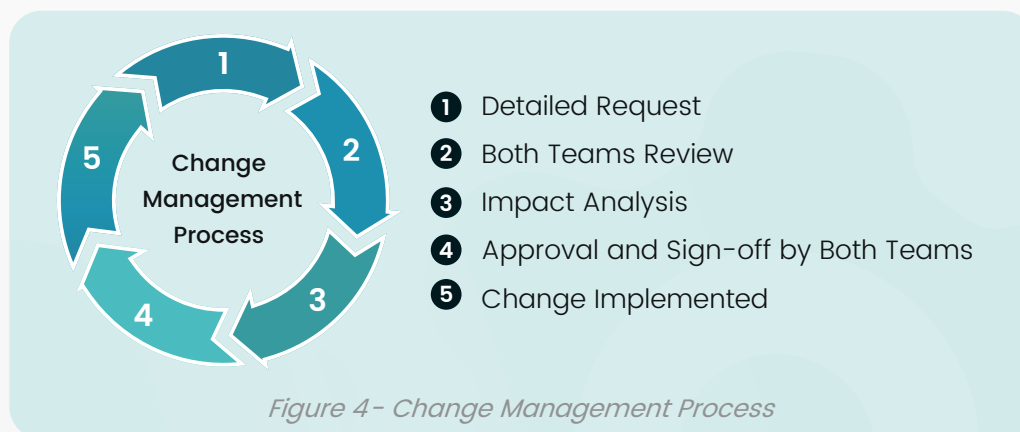 1
2
3
4
5
Change
Management
Process
1 Detailed Request
2 Both Teams Review
3 Impact Analysis
4 Approval and Sign-off by Both Teams
5 Change Implemented
Figure 4- Change Management Process